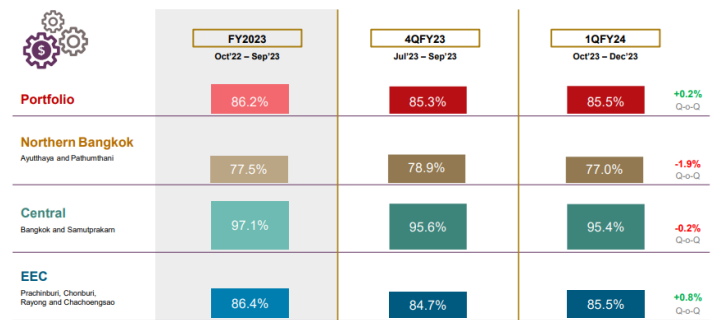 $
FY2023
4QFY23
1QFY24
Oct'22 – Sep'23
Jul'23 – Sep'23
Oct'23 – Dec'23
Portfolio
86.2%
85.3%
85.5%
+0.2%
Q-o-Q
Northern Bangkok
Ayutthaya and Pathumthani
77.5%
78.9%
77.0%
-1.9%
Q-o-Q
Central
Bangkok and Samutprakarn
97.1%
95.6%
95.4%
-0.2%
Q-o-Q
EEC
Prachinburi, Chonburi,
Rayong and Chachoengsao
86.4%
84.7%
85.5%
+0.8%
Q-o-Q